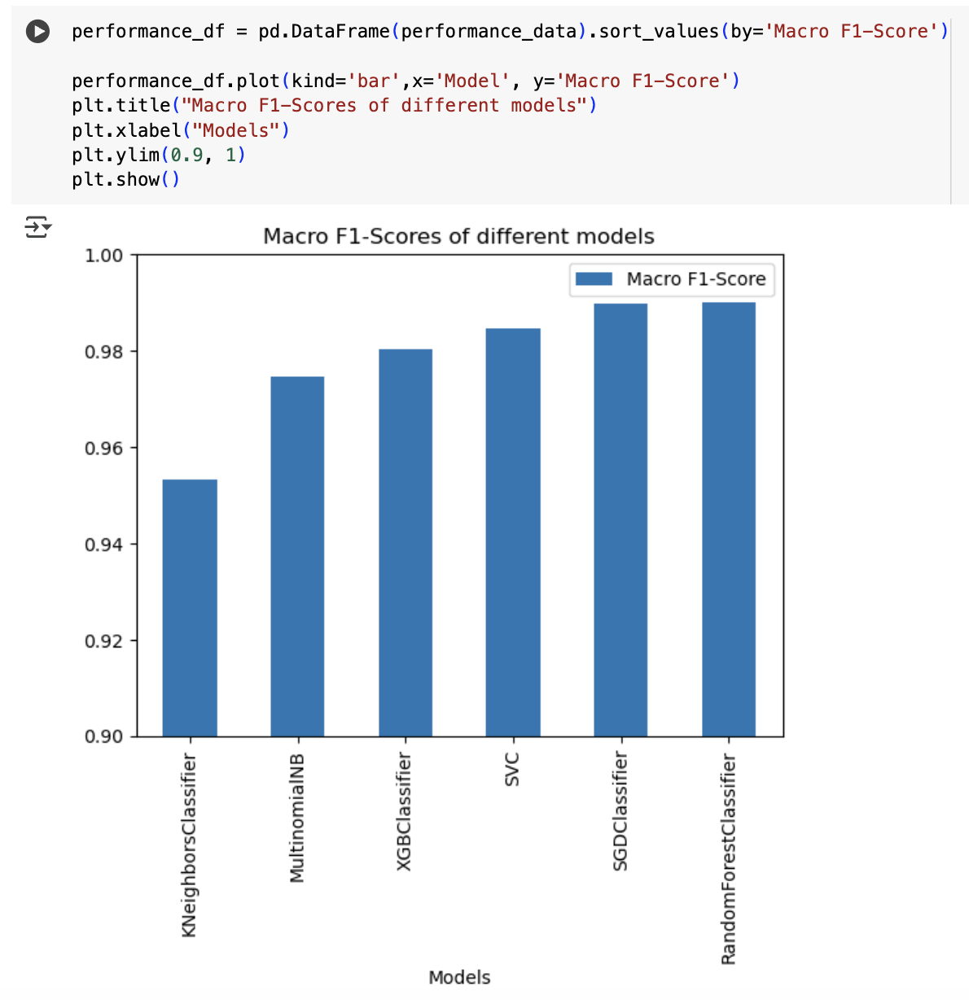 performance_df = pd.DataFrame(performance_data).sort_values(by='Macro F1-Score')
performance_df.plot(kind='bar',x='Model', y='Macro F1-Score')
plt.title("Macro F1-Scores of different models")
plt.xlabel("Models")
plt.ylim(0.9, 1)
plt.show()
Macro F1-Scores of different models
Macro F1-Score
1.00
0.98
0.96
0.94
0.92
0.90
KNeighborsClassifier
MultinomialNB
XGBClassifier
SVC
SGDClassifier
RandomForestClassifier
Models